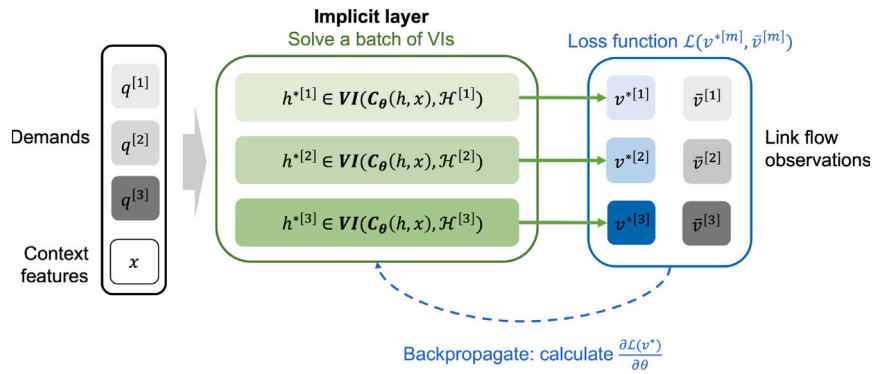 Implicit layer
Solve a batch of VIs
Loss function ℒ(v*[m], v̄[m])
Demands
q[1]
q[2]
q[3]
Context
features
x
h*[1] ∈ VI(Cθ(h, x), ℋ[1])
h*[2] ∈ VI(Cθ(h, x), ℋ[2])
h*[3] ∈ VI(Cθ(h, x), ℋ[3])
v*[1] v̄[1]
v*[2] v̄[2]
v*[3] v̄[3]
Link flow
observations
Backpropagate: calculate ∂ℒ(v*)/∂θ